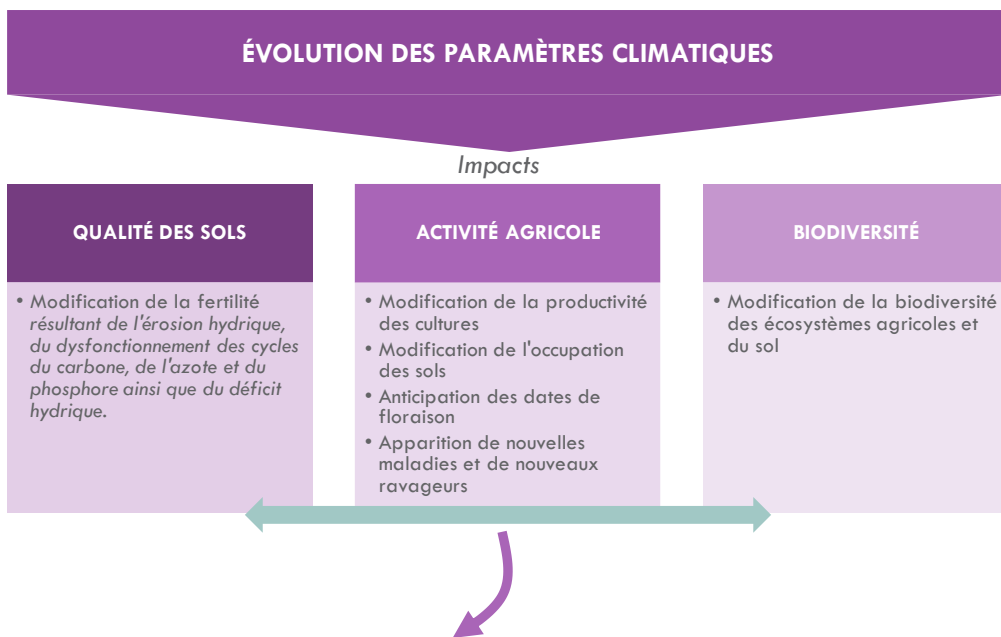 ÉVOLUTION DES PARAMÈTRES CLIMATIQUES
Impacts
QUALITÉ DES SOLS
• Modification de la fertilité
résultant de l'érosion hydrique,
du dysfonctionnement des cycles
du carbone, de l'azote et du
phosphore ainsi que du déficit
hydrique.
ACTIVITÉ AGRICOLE
• Modification de la productivité
des cultures
• Modification de l'occupation
des sols
• Anticipation des dates de
floraison
• Apparition de nouvelles
maladies et de nouveaux
ravageurs
BIODIVERSITÉ
• Modification de la biodiversité
des écosystèmes agricoles et
du sol